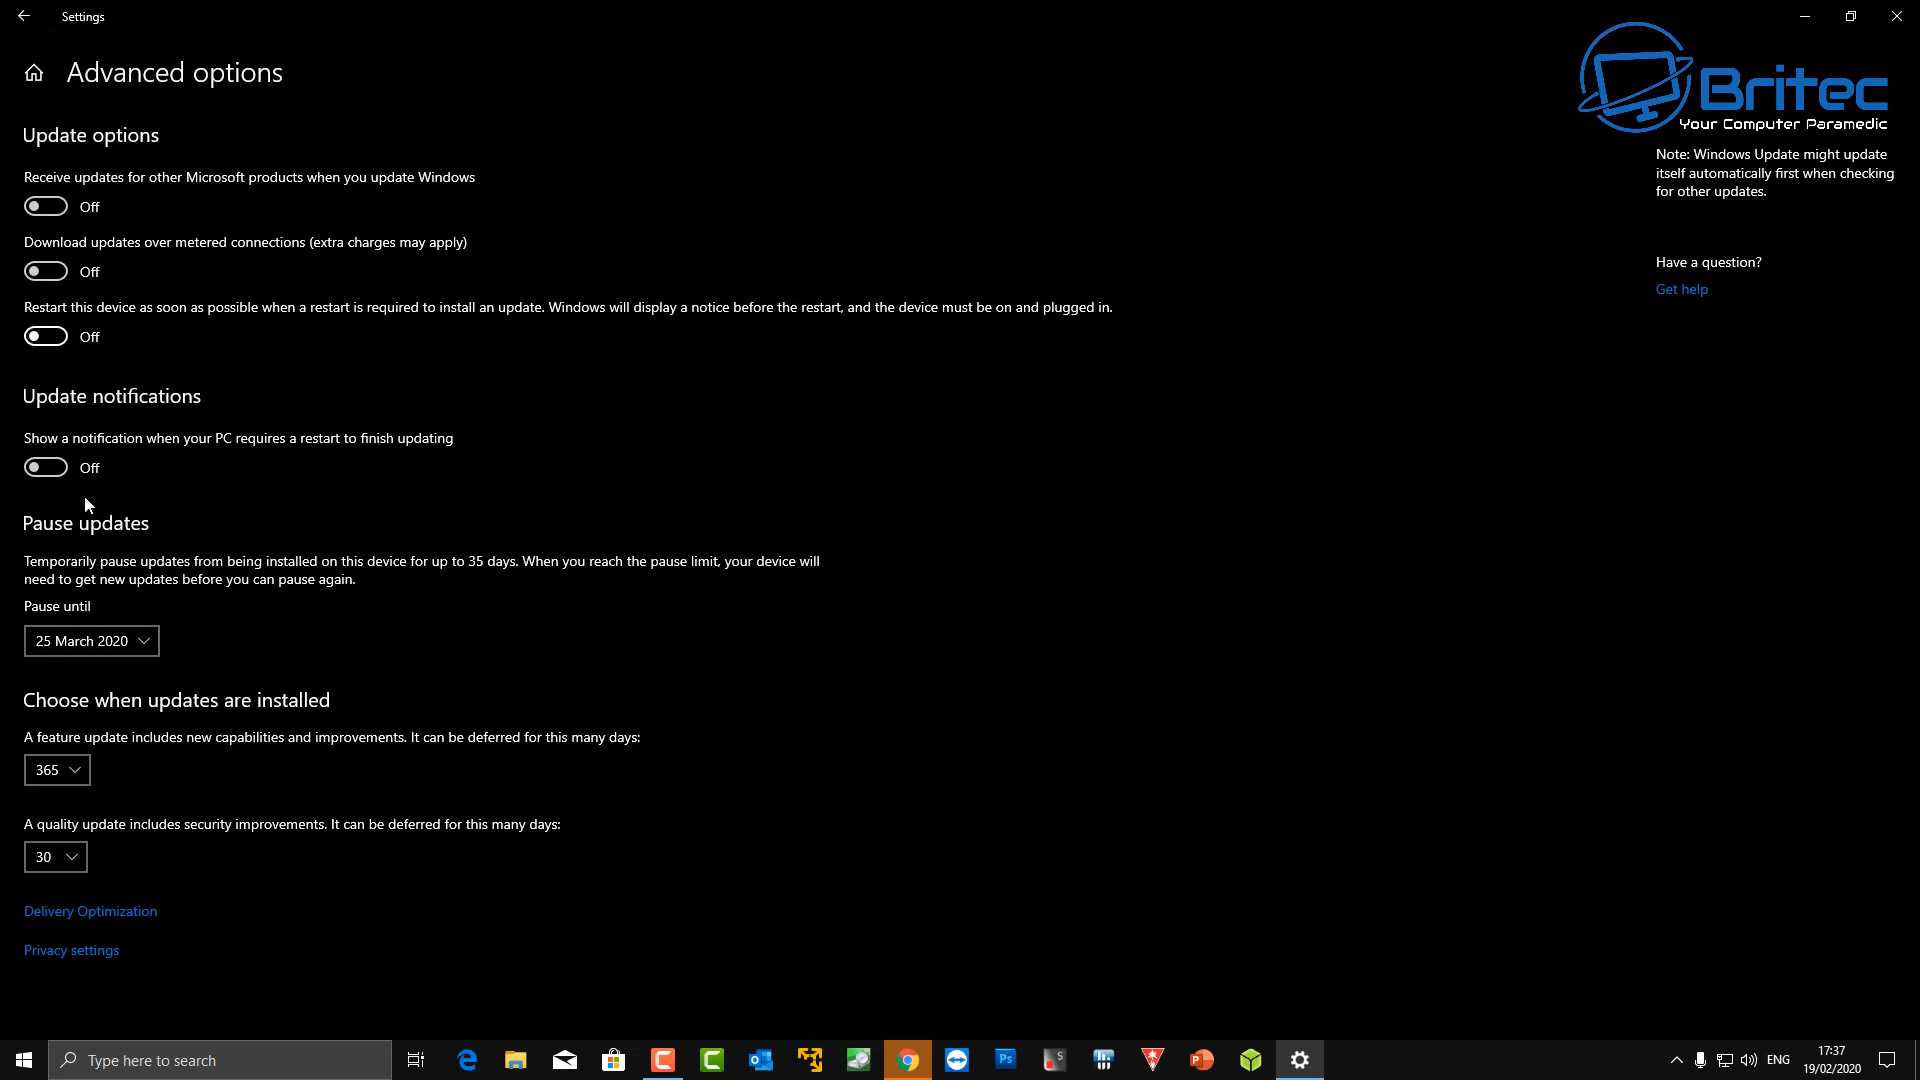 Settings
Advanced options
Britec
Your Computer Paramedic
Update options
Receive updates for other Microsoft products when you update Windows
Off
Download updates over metered connections (extra charges may apply)
Off
Restart this device as soon as possible when a restart is required to install an update. Windows will display a notice before the restart, and the device must be on and plugged in.
Off
Update notifications
Show a notification when your PC requires a restart to finish updating
Off
Pause updates
Temporarily pause updates from being installed on this device for up to 35 days. When you reach the pause limit, your device will
need to get new updates before you can pause again.
Pause until
25 March 2020
Choose when updates are installed
A feature update includes new capabilities and improvements. It can be deferred for this many days:
365
A quality update includes security improvements. It can be deferred for this many days:
30
Delivery Optimization
Privacy settings
Note: Windows Update might update
itself automatically first when checking
for other updates.
Have a question?
Get help
Type here to search
Ps
S
ENG
17:37
19/02/2020